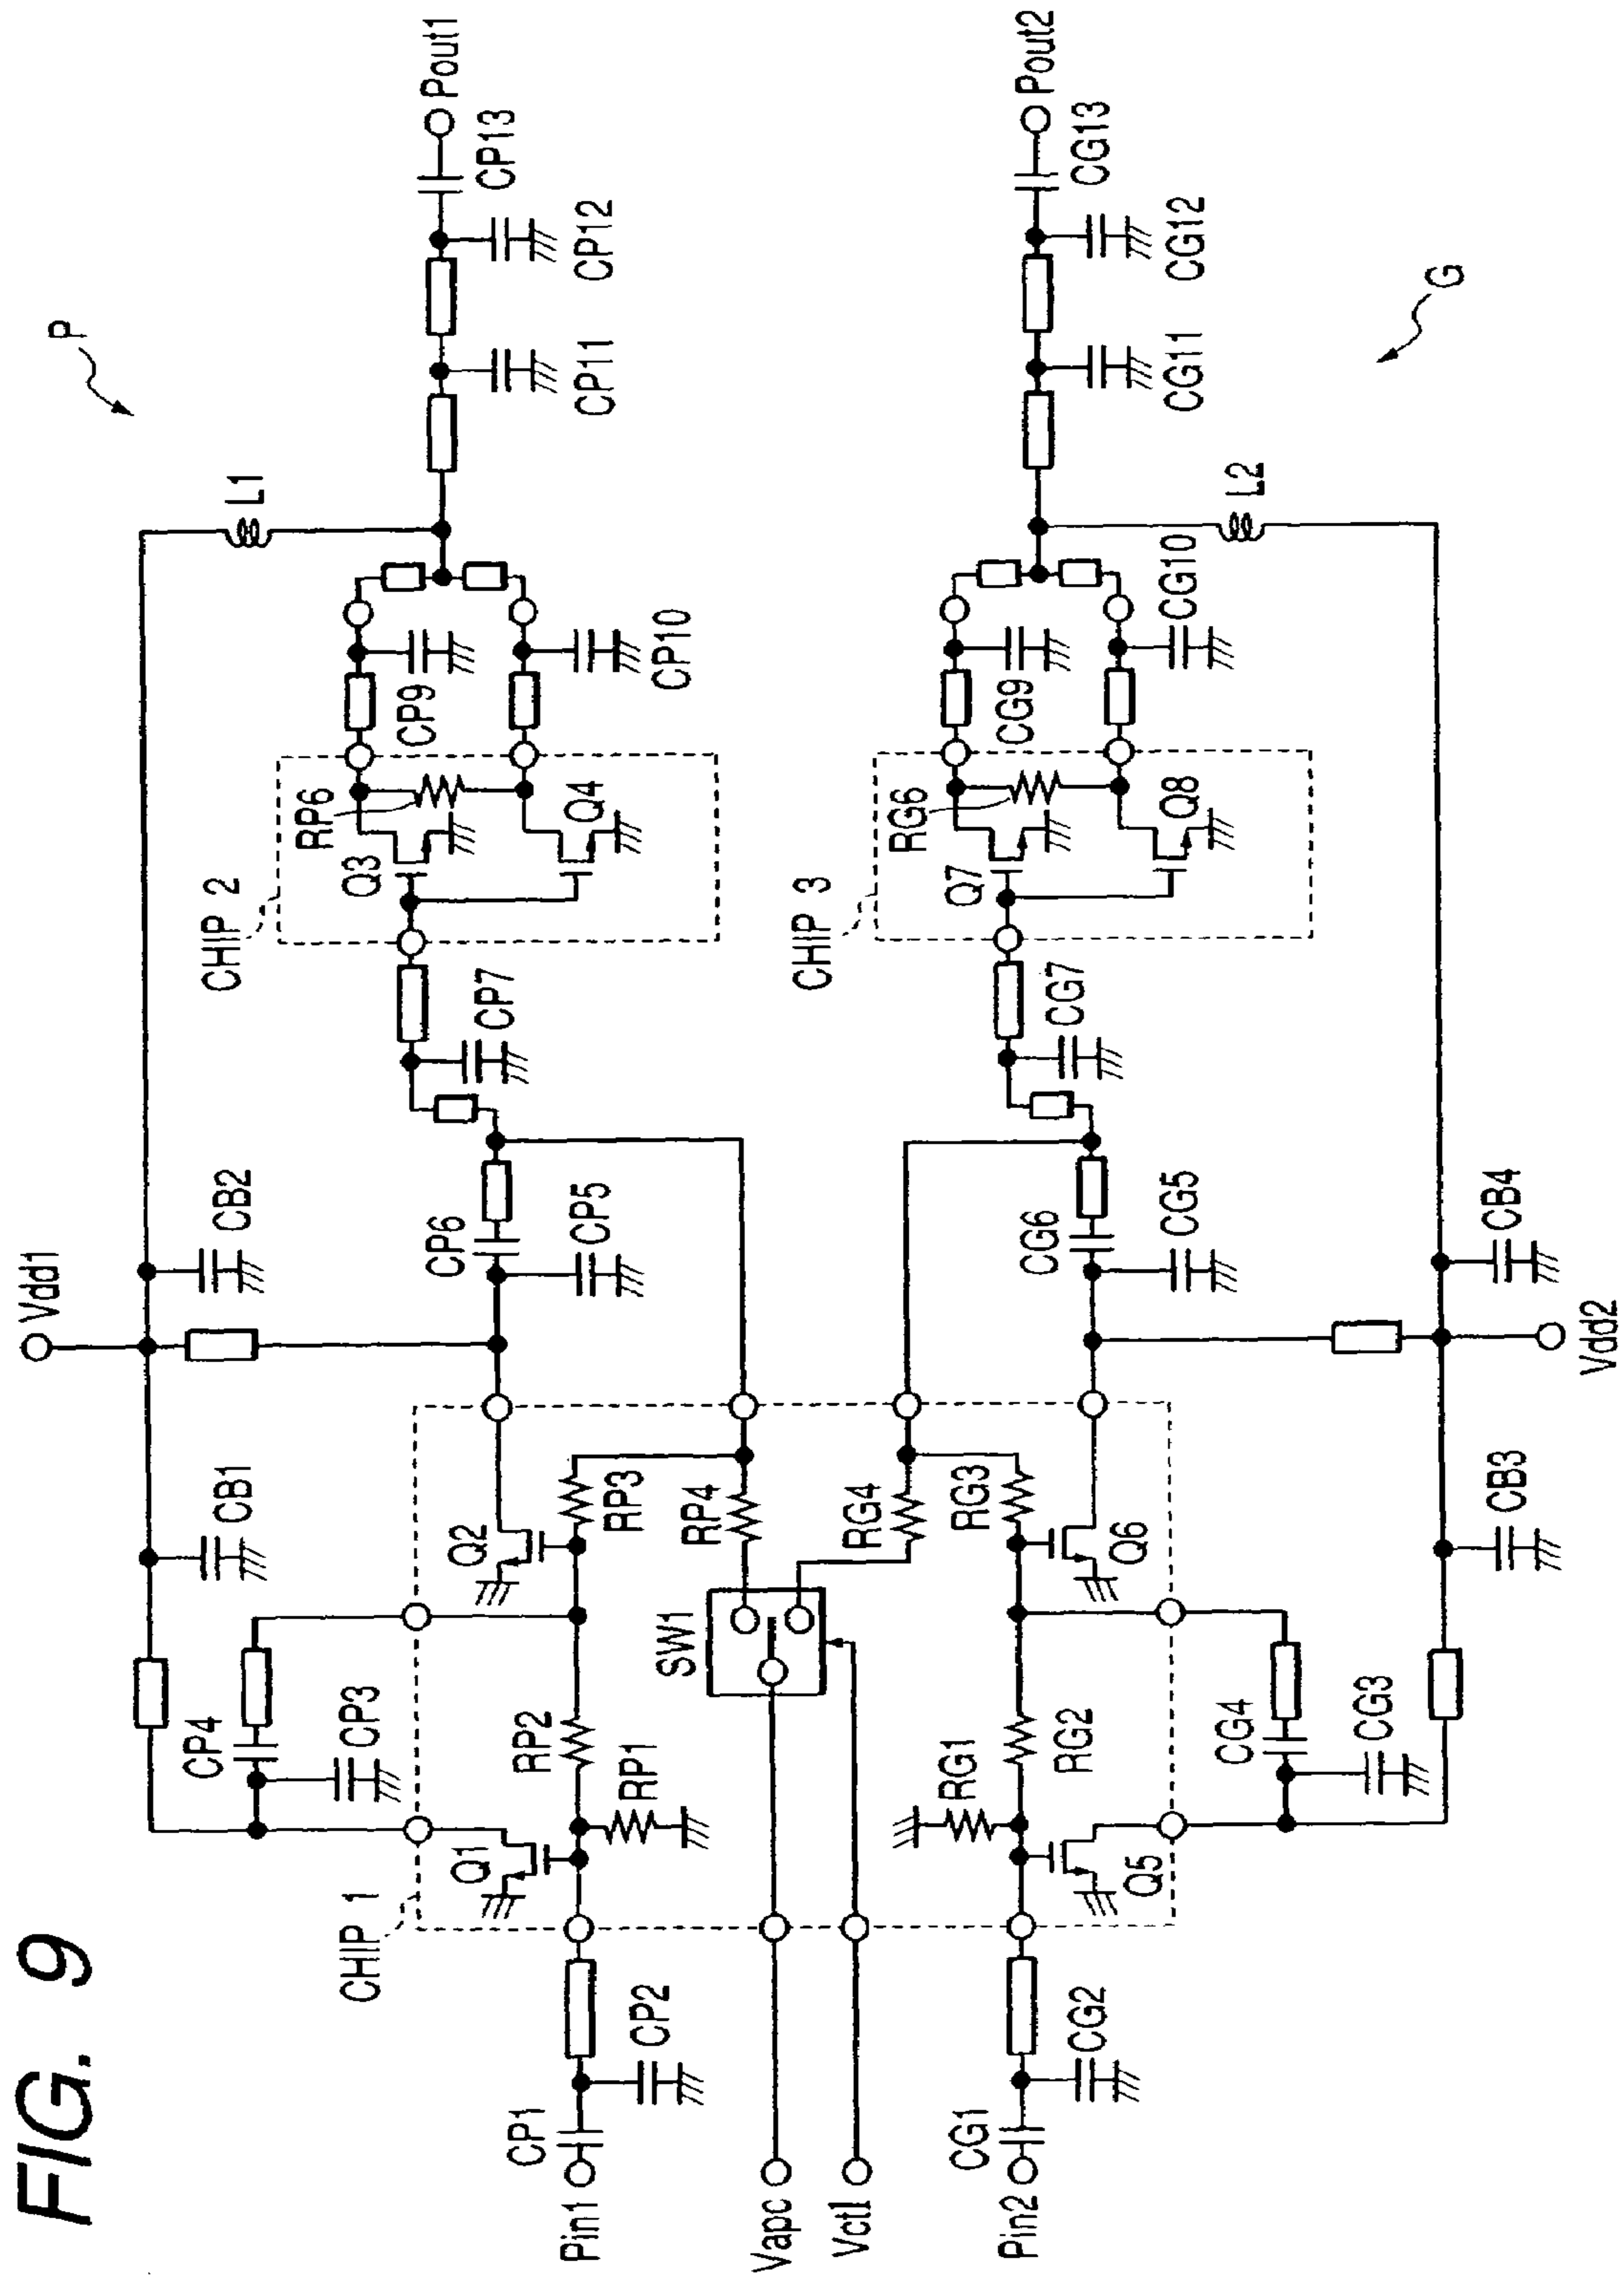 FIG. 9
P
Vdd1
CB1
CB2
L1
CP4
CP3
CHIP 1
Q1
Q2
CP6
CP5
CHIP 2
RP6
Q3
Q4
CP7
CP9
CP10
CP11
CP12
CP13
Pout1
Pin1
CP1
CP2
RP1
RP2
RP3
RP4
SW1
Vapc
Vctl
RG4
RG3
RG1
RG2
Pin2
CG1
CG2
Q5
Q6
CG6
CG5
CG7
CHIP 3
RG6
Q7
Q8
CG9
CG10
CG11
CG12
CG13
Pout2
CG4
CG3
CB3
CB4
L2
Vdd2
G